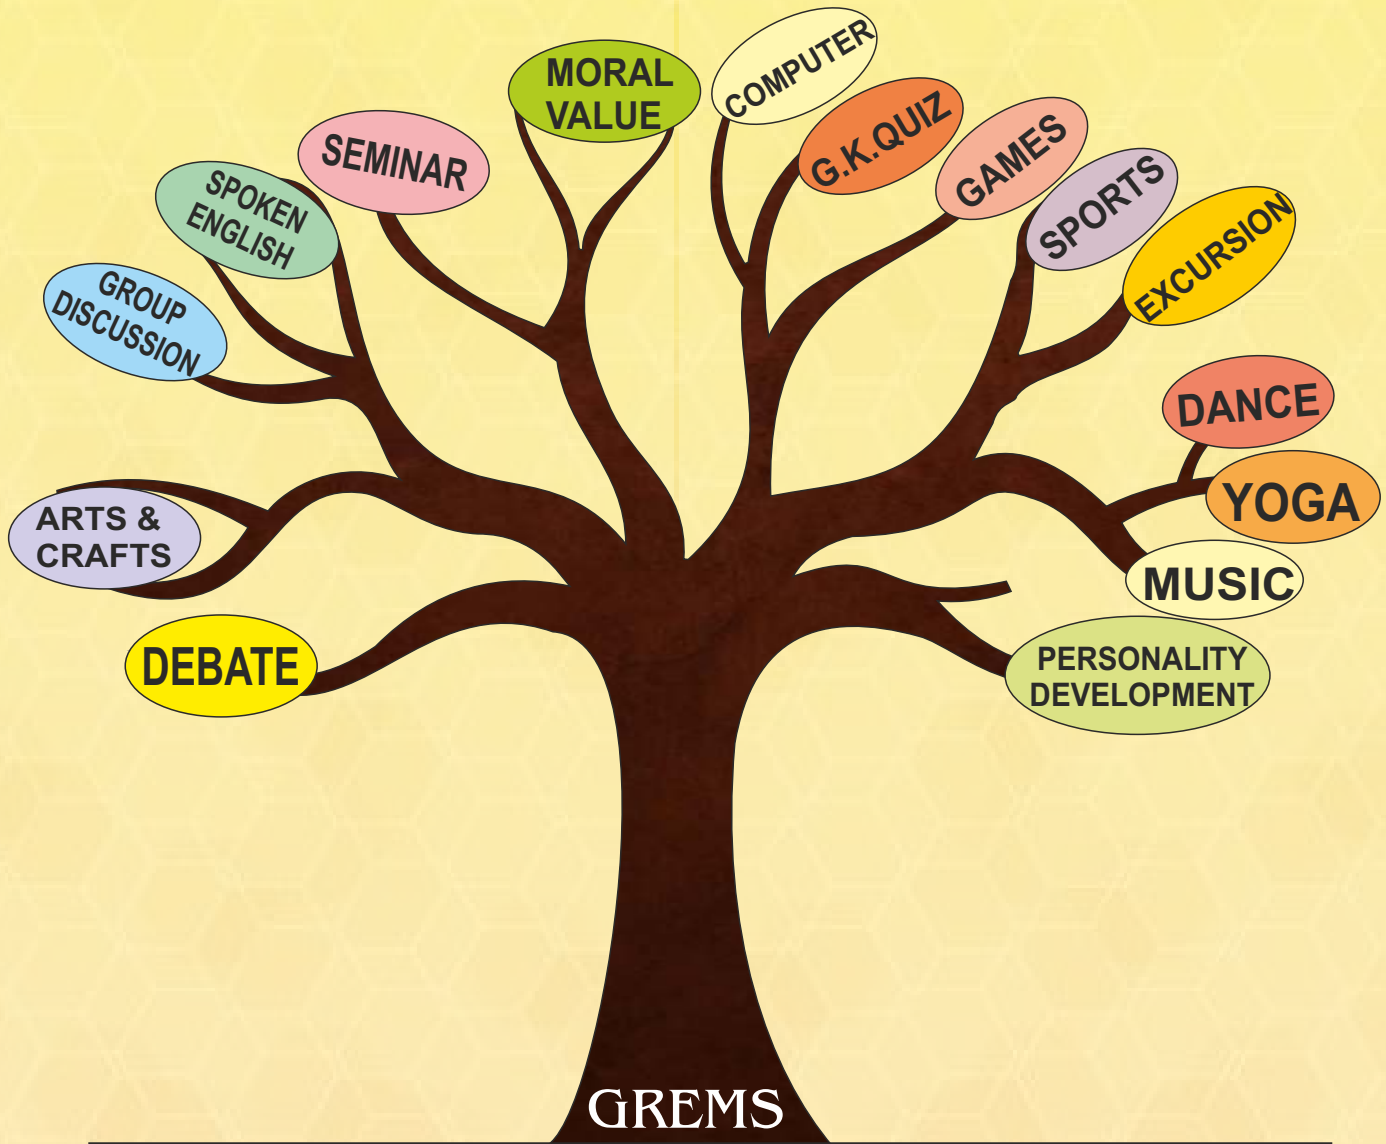 MORAL
VALUE
COMPUTER
G.K.QUIZ
GAMES
SPORTS
EXCURSION
SEMINAR
SPOKEN
ENGLISH
GROUP
DISCUSSION
ARTS &
CRAFTS
DEBATE
DANCE
YOGA
MUSIC
PERSONALITY
DEVELOPMENT
GREMS